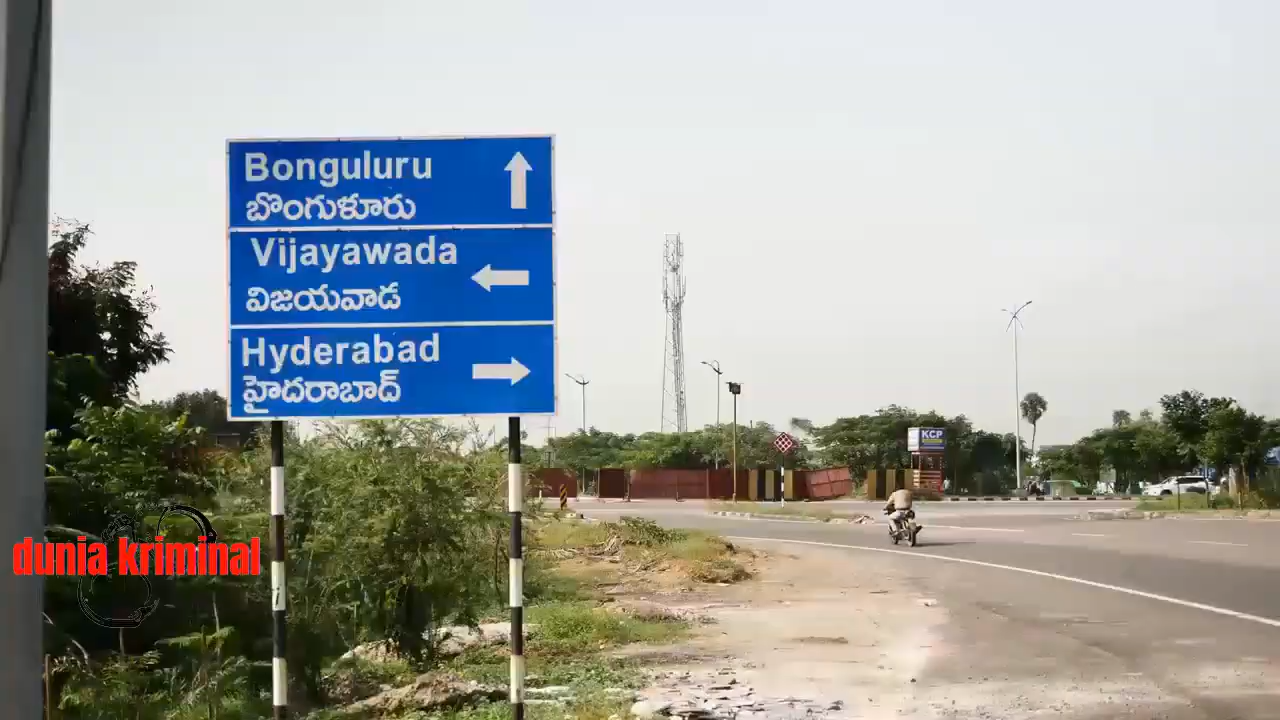 Bonguluru
బొంగుళూరు
Vijayawada
విజయవాడ
Hyderabad
హైదరాబాద్
KCP
dunia kriminal